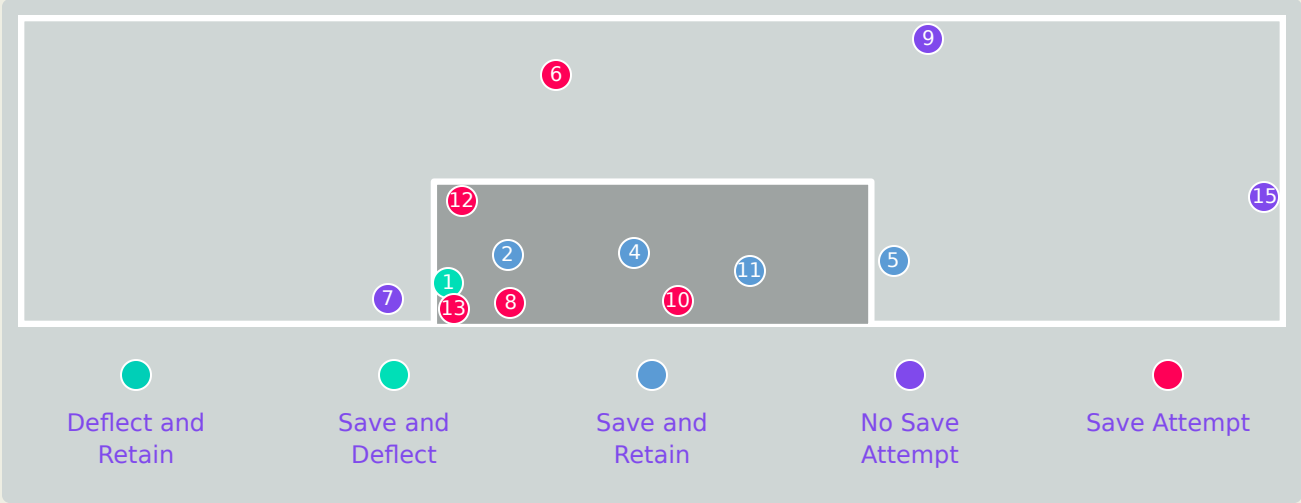 9
6
15
12
2
4
5
11
1
7
8
10
13
Deflect and
Retain
Save and
Deflect
Save and
Retain
No Save
Attempt
Save Attempt